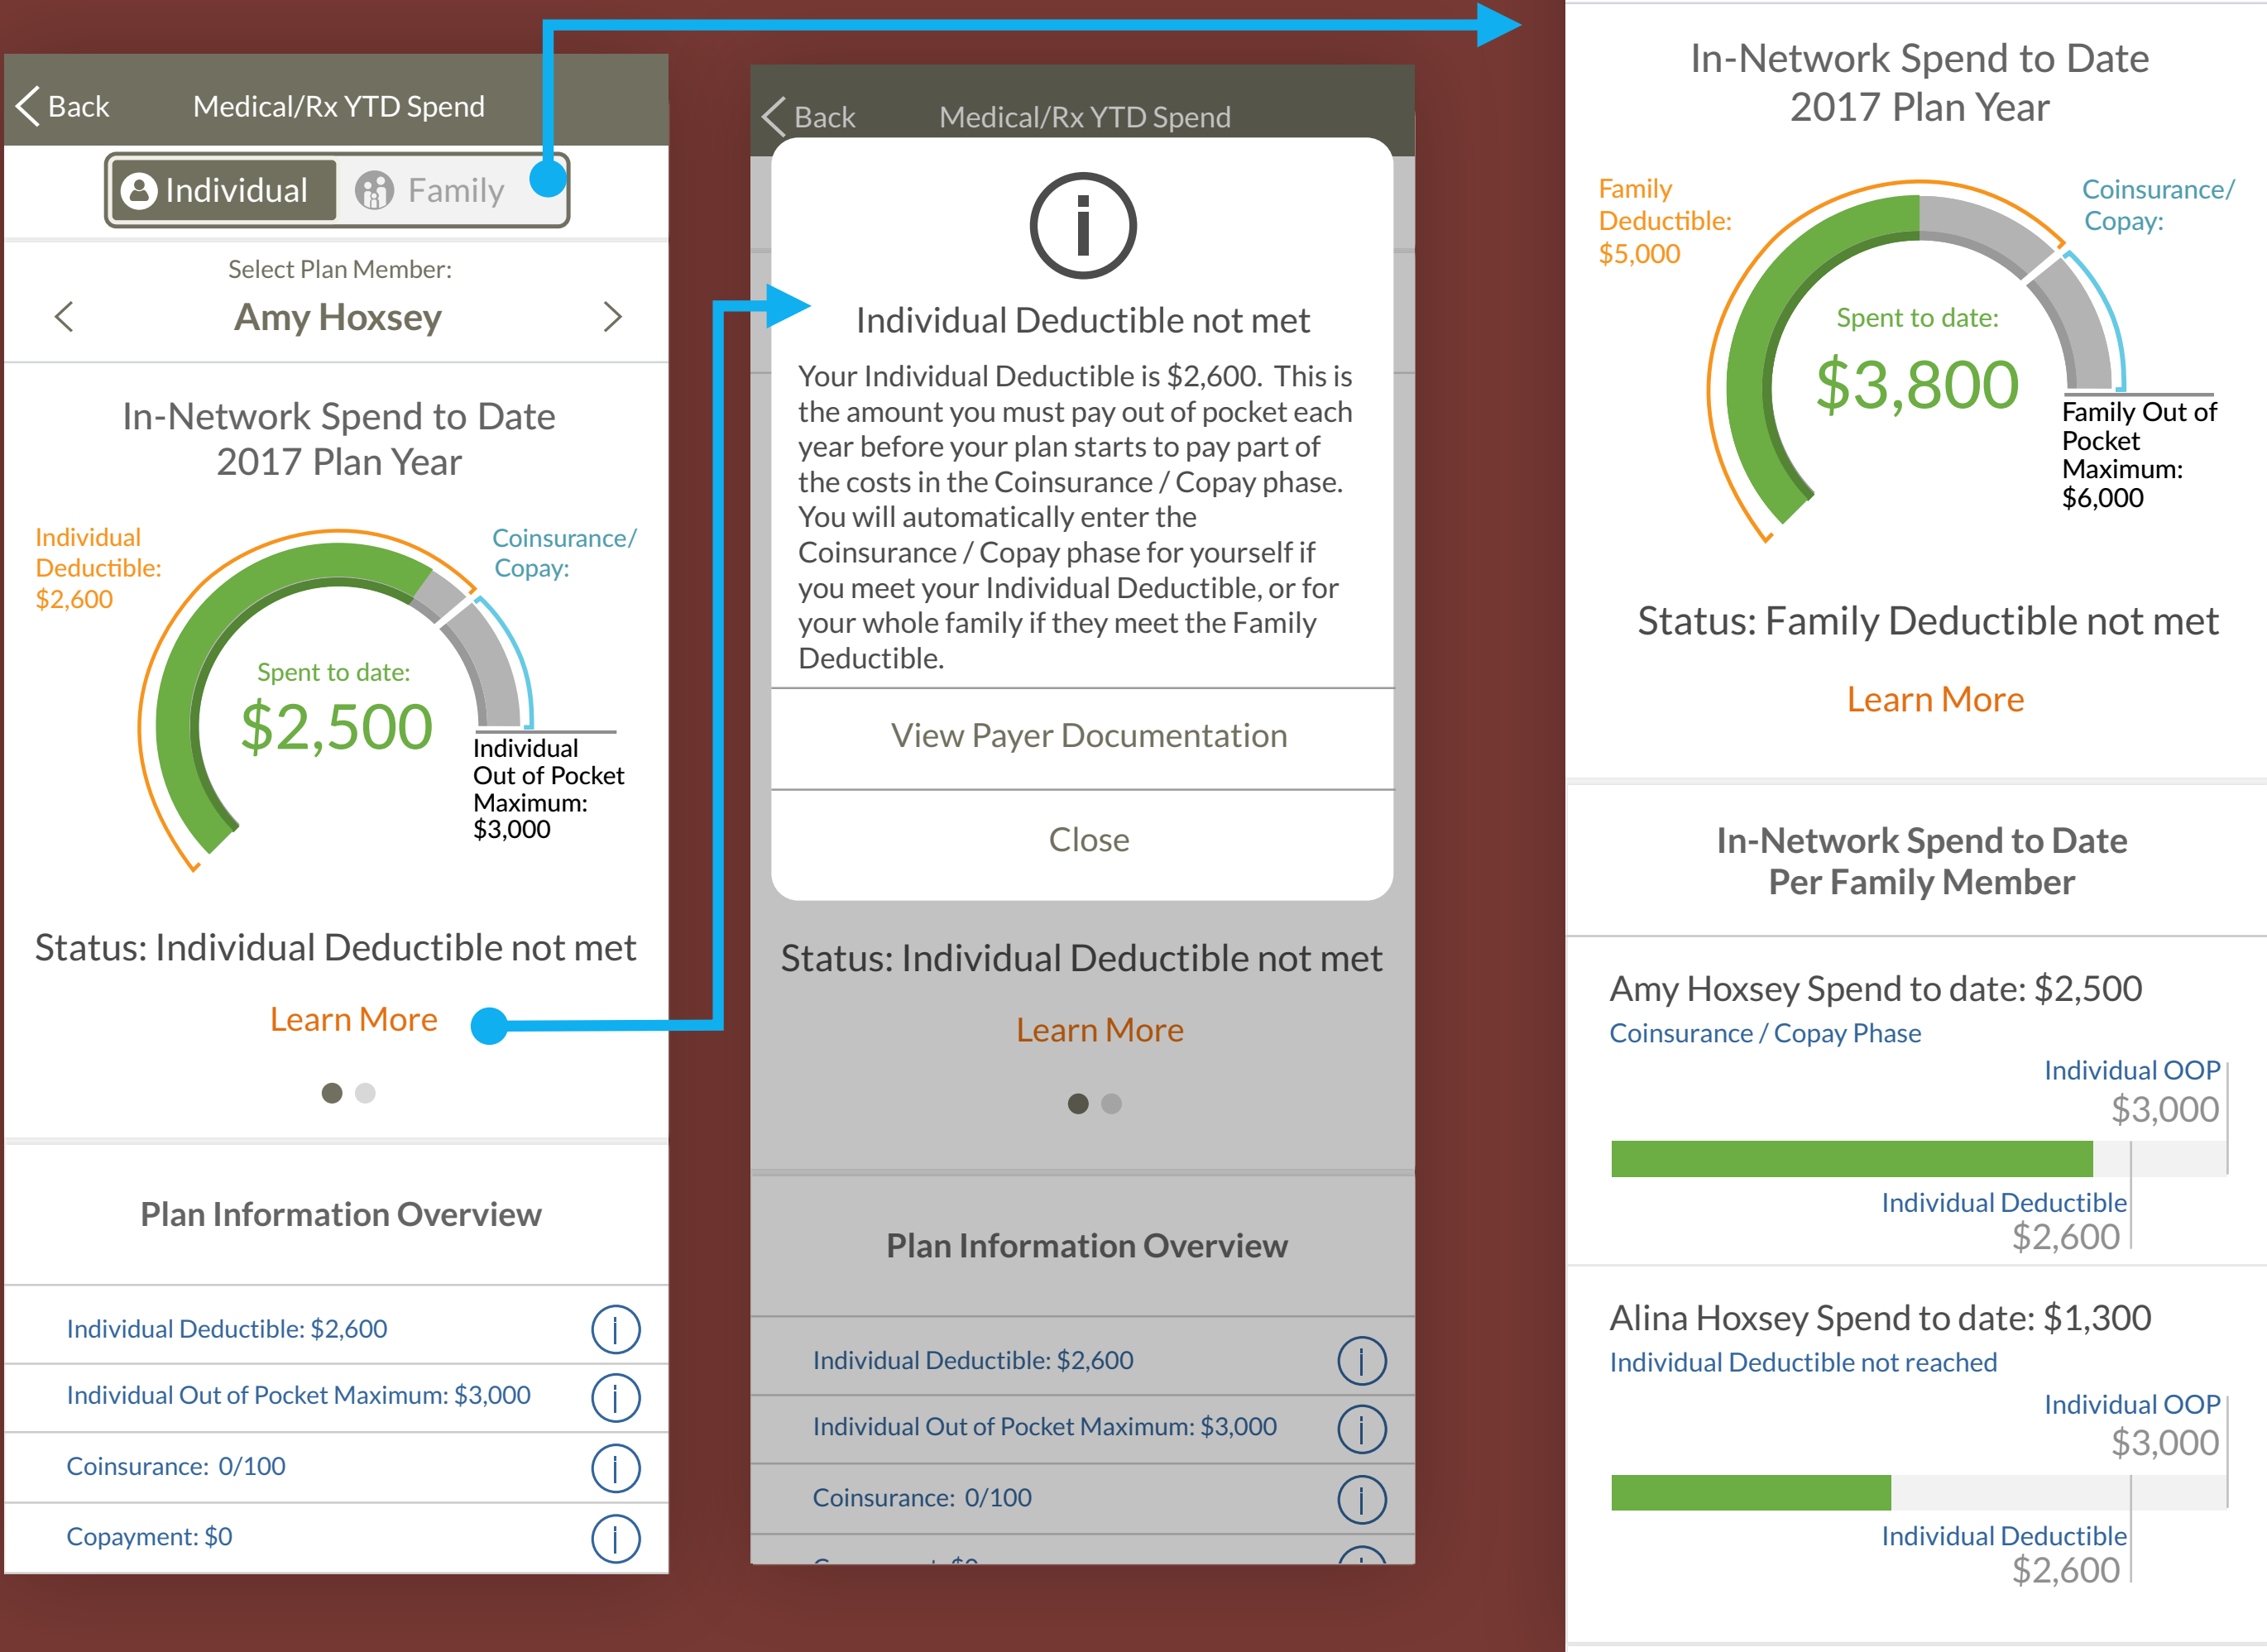 Back
Medical/Rx YTD Spend
Individual
Family
Select Plan Member:
Amy Hoxsey
In-Network Spend to Date
2017 Plan Year
Individual
Deductible:
$2,600
Coinsurance/
Copay:
Spent to date:
$2,500
Individual
Out of Pocket
Maximum:
$3,000
Status: Individual Deductible not met
Learn More
Plan Information Overview
Individual Deductible: $2,600
Individual Out of Pocket Maximum: $3,000
Coinsurance: 0/100
Copayment: $0
Back
Medical/Rx YTD Spend
Individual Deductible not met
Your Individual Deductible is $2,600. This is
the amount you must pay out of pocket each
year before your plan starts to pay part of
the costs in the Coinsurance / Copay phase.
You will automatically enter the
Coinsurance / Copay phase for yourself if
you meet your Individual Deductible, or for
your whole family if they meet the Family
Deductible.
View Payer Documentation
Close
Status: Individual Deductible not met
Learn More
Plan Information Overview
Individual Deductible: $2,600
Individual Out of Pocket Maximum: $3,000
Coinsurance: 0/100
In-Network Spend to Date
2017 Plan Year
Family
Deductible:
$5,000
Coinsurance/
Copay:
Spent to date:
$3,800
Family Out of
Pocket
Maximum:
$6,000
Status: Family Deductible not met
Learn More
In-Network Spend to Date
Per Family Member
Amy Hoxsey Spend to date: $2,500
Coinsurance / Copay Phase
Individual OOP
$3,000
Individual Deductible
$2,600
Alina Hoxsey Spend to date: $1,300
Individual Deductible not reached
Individual OOP
$3,000
Individual Deductible
$2,600